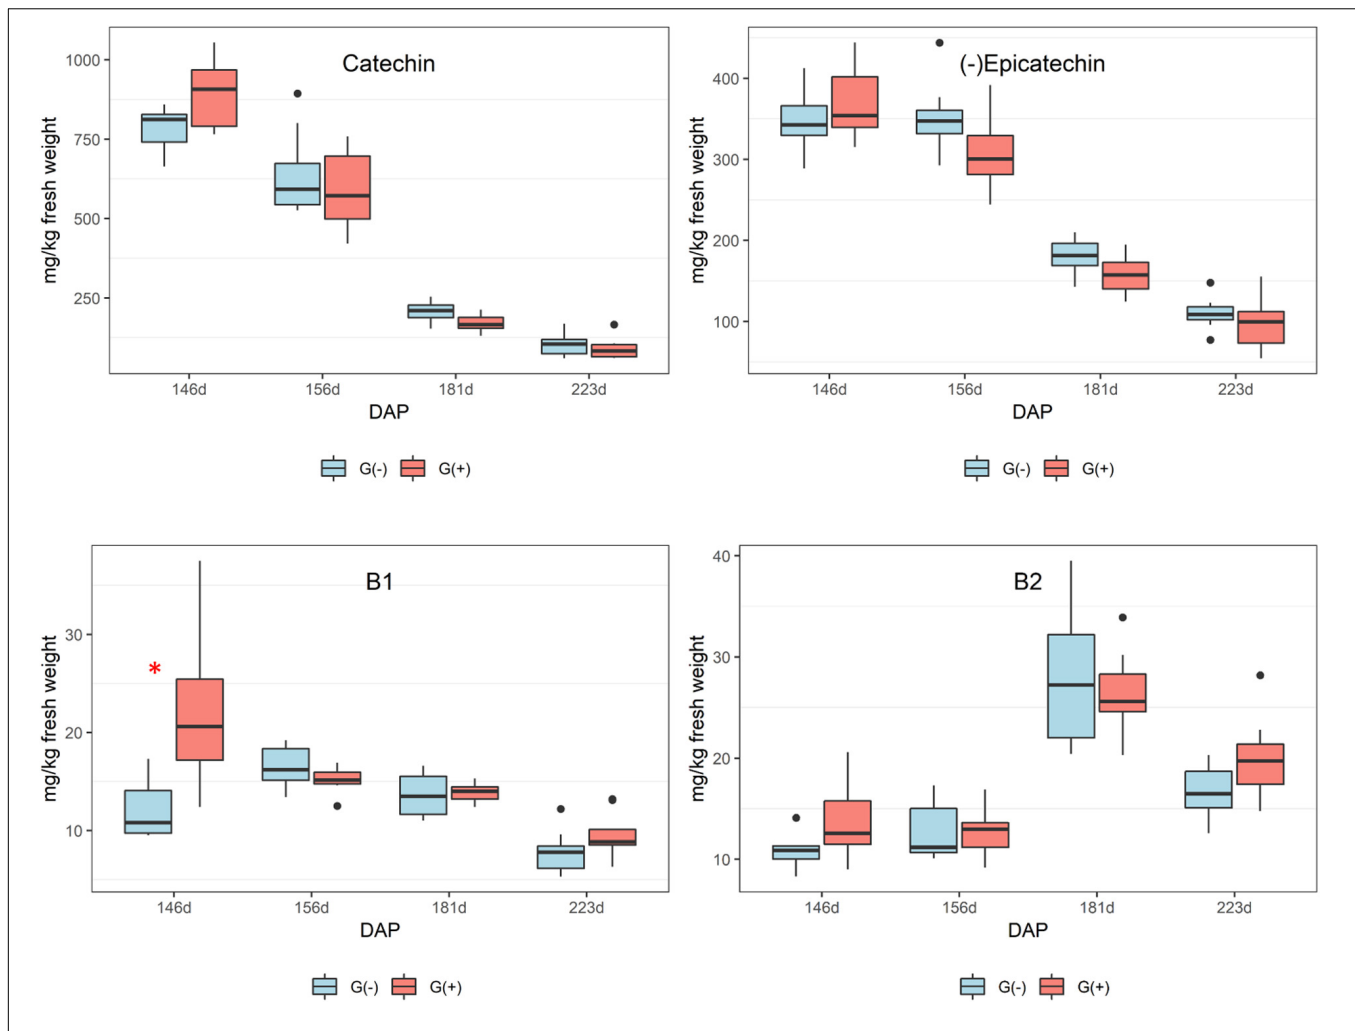 Catechin
1000
750
500
250
mg/kg fresh weight
146d 156d 181d 223d
DAP
G(-) G(+)
(-)Epicatechin
400
300
200
100
mg/kg fresh weight
146d 156d 181d 223d
DAP
G(-) G(+)
B1
30
20
10
mg/kg fresh weight
*
146d 156d 181d 223d
DAP
G(-) G(+)
B2
40
30
20
10
mg/kg fresh weight
146d 156d 181d 223d
DAP
G(-) G(+)